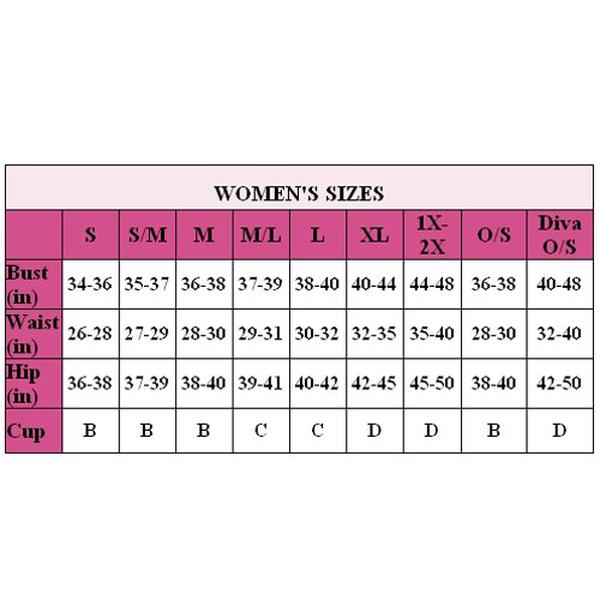 WOMEN'S SIZES
S S/M M M/L L XL 1X-2X O/S Diva O/S
Bust (in) 34-36 35-37 36-38 37-39 38-40 40-44 44-48 36-38 40-48
Waist (in) 26-28 27-29 28-30 29-31 30-32 32-35 35-40 28-30 32-40
Hip (in) 36-38 37-39 38-40 39-41 40-42 42-45 45-50 38-40 42-50
Cup B B B C C D D B D